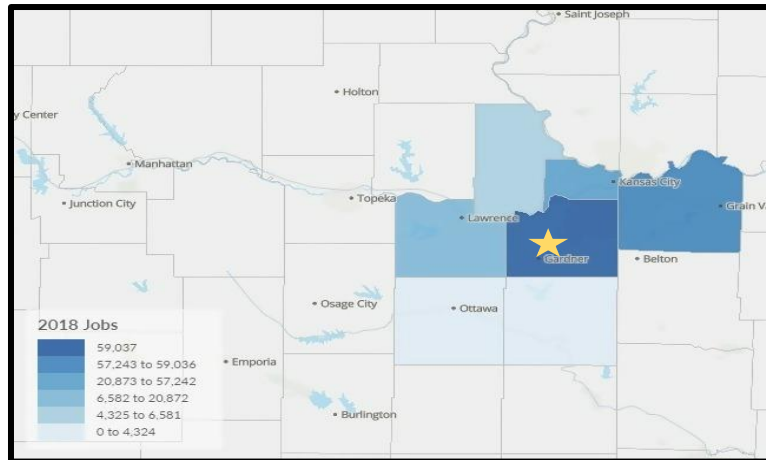 Saint Joseph
Holton
y Center
Manhattan
Kansas City
Junction City
Topeka
Grain Va
Lawrence
Gardner
Belton
Osage City
Ottawa
2018 Jobs
59,037
57,243 to 59,036
20,873 to 57,242
6,582 to 20,872
4,325 to 6,581
0 to 4,324
Emporia
Burlington